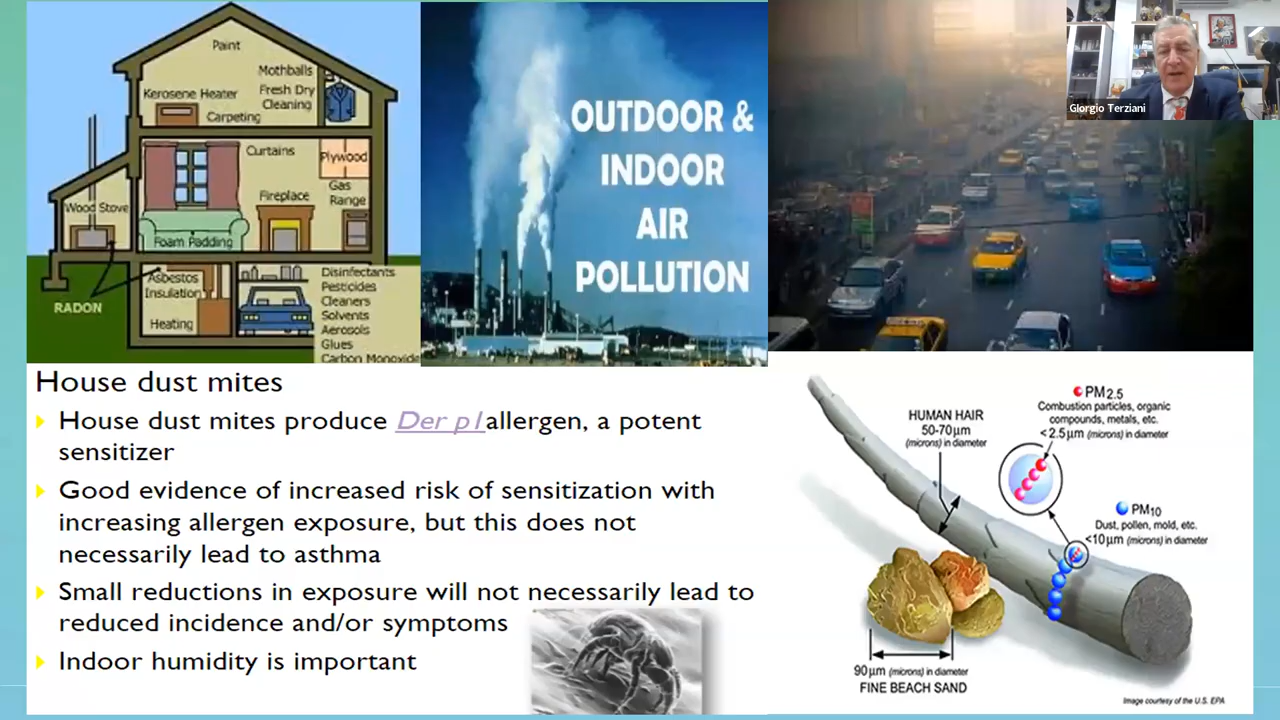 Paint
Mothballs
Kerosene Heater
Fresh Dry
Cleaning
Carpeting
Curtains
Plywood
Gas
Range
Fireplace
Wood Stove
Foam Padding
Asbestos
Insulation
RADON
Heating
Disinfectants
Pesticides
Cleaners
Solvents
Aerosols
Glues
Carbon Monoxide
OUTDOOR &
INDOOR
AIR
POLLUTION
GIorgio Terziani
House dust mites
House dust mites produce Der p1 allergen, a potent
sensitizer
Good evidence of increased risk of sensitization with
increasing allergen exposure, but this does not
necessarily lead to asthma
Small reductions in exposure will not necessarily lead to
reduced incidence and/or symptoms
Indoor humidity is important
PM2.5
Combustion particles, organic
compounds, metals, etc.
<2.5µm (microns) in diameter
HUMAN HAIR
50-70µm
(microns) in diameter
PM10
Dust, pollen, mold, etc.
<10µm (microns) in diameter
90µm (microns) in diameter
FINE BEACH SAND
Image courtesy of the U.S. EPA